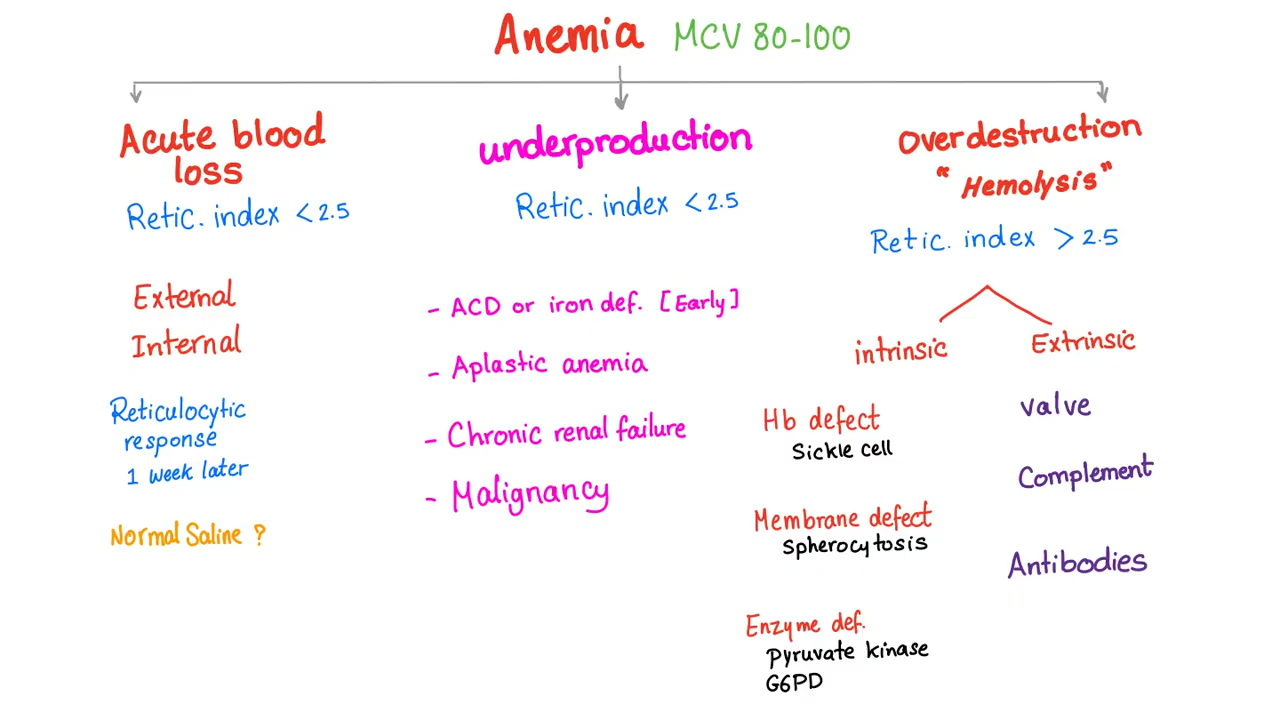 Anemia MCV 80-100
Acute blood
loss
Retic. index < 2.5
External
Internal
Reticulocytic
response
1 week later
Normal Saline ?
underproduction
Retic. index < 2.5
- ACD or iron def. [Early]
- Aplastic anemia
- Chronic renal failure
- Malignancy
Overdestruction
"Hemolysis"
Retic. index > 2.5
intrinsic
Hb defect
Sickle cell
Membrane defect
Spherocytosis
Enzyme def.
Pyruvate kinase
G6PD
Extrinsic
valve
Complement
Antibodies